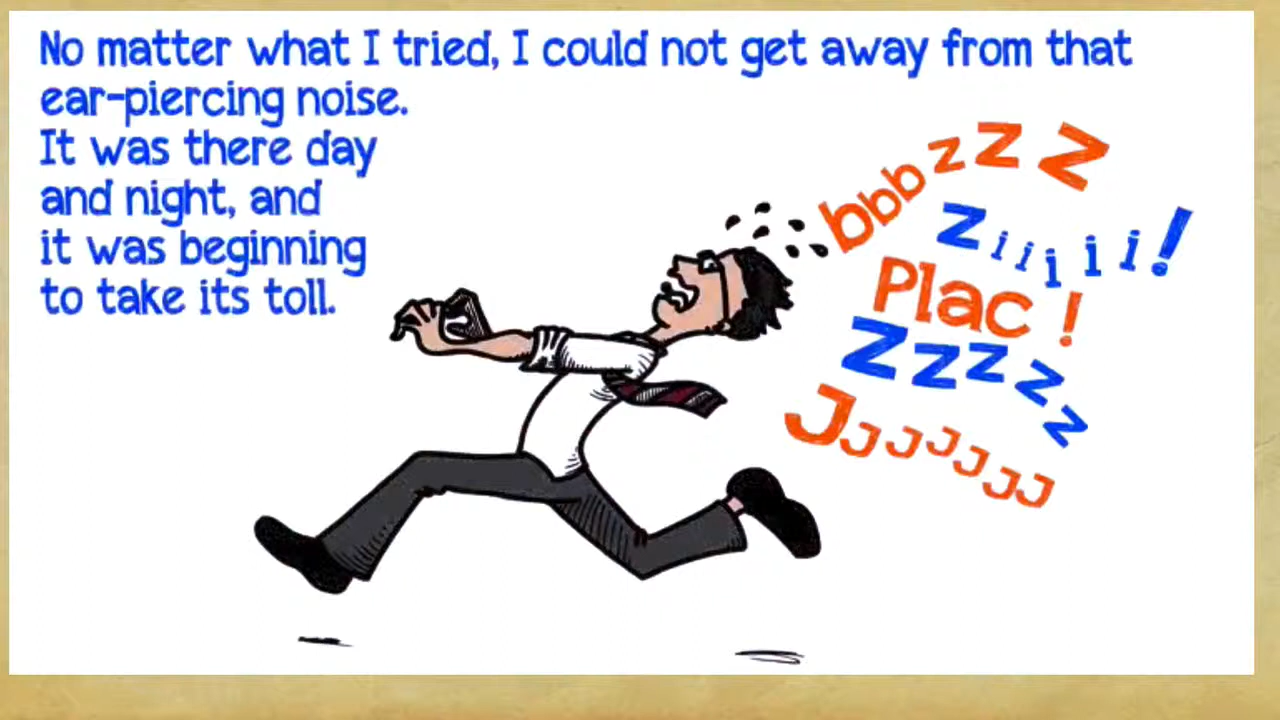 No matter what I tried, I could not get away from that
ear-piercing noise.
It was there day
and night, and
it was beginning
to take its toll.
bbbzzz
Ziiiii!
Plac!
Zzzzz
JJJJJJJ